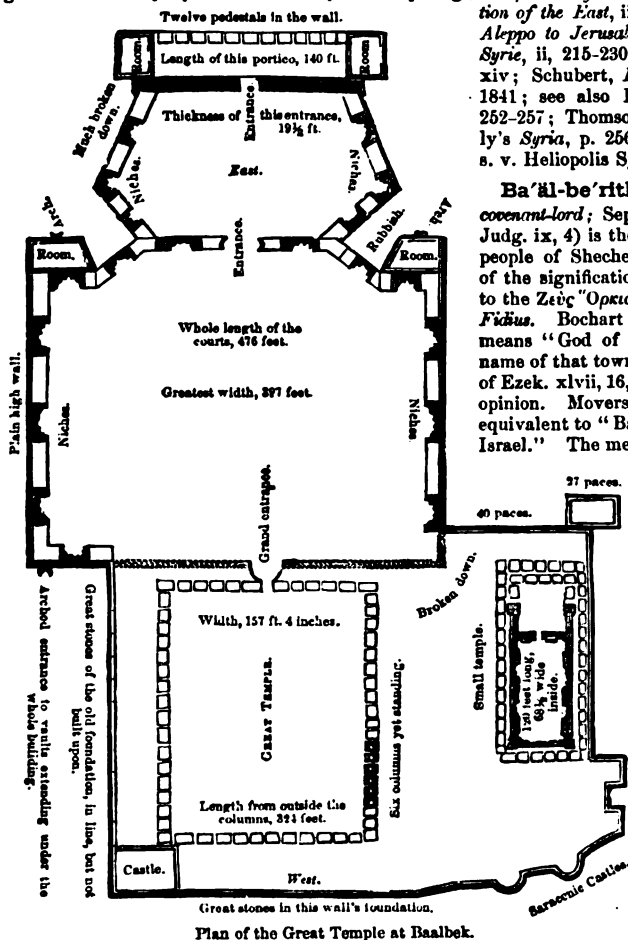 Twelve pedestals in the wall.
Room
Length of this portico, 140 ft.
Room
Much broken
down.
Thickness of this entrance,
19½ ft.
Entrance.
Niches.
East.
Niches.
Arch.
Rubbish.
Arch.
Room.
Entrance.
Room.
Whole length of the
courts, 476 feet.
Greatest width, 397 feet.
Plain high wall.
Niches.
Niches.
Grand entrance.
27 paces.
40 paces.
Broken down.
Width, 157 ft. 4 inches.
GREAT TEMPLE.
Length from outside the
columns, 324 feet.
Six columns yet standing.
Small temple.
120 feet long,
68½ wide
inside.
Great stones of the old foundation, in line, but not
built upon.
Arched entrance to vaults extending under the
whole building.
Castle.
West.
Saracenic Castles.
Great stones in this wall's foundation.
Plan of the Great Temple at Baalbek.
tion of the East, ii
Aleppo to Jerusal
Syrie, ii, 215-230
xiv; Schubert,
1841; see also
252-257; Thomso
ly's Syria, p. 256
s. v. Heliopolis S
Ba′äl-be′rith
covenant-lord; Sep
Judg. ix, 4) is the
people of Sheche
of the significatio
to the Ζεὺς Ὅρκιο
Fidius. Bochart
means "God of
name of that town
of Ezek. xlvii, 16,
opinion. Movers
equivalent to "Ba
Israel." The me